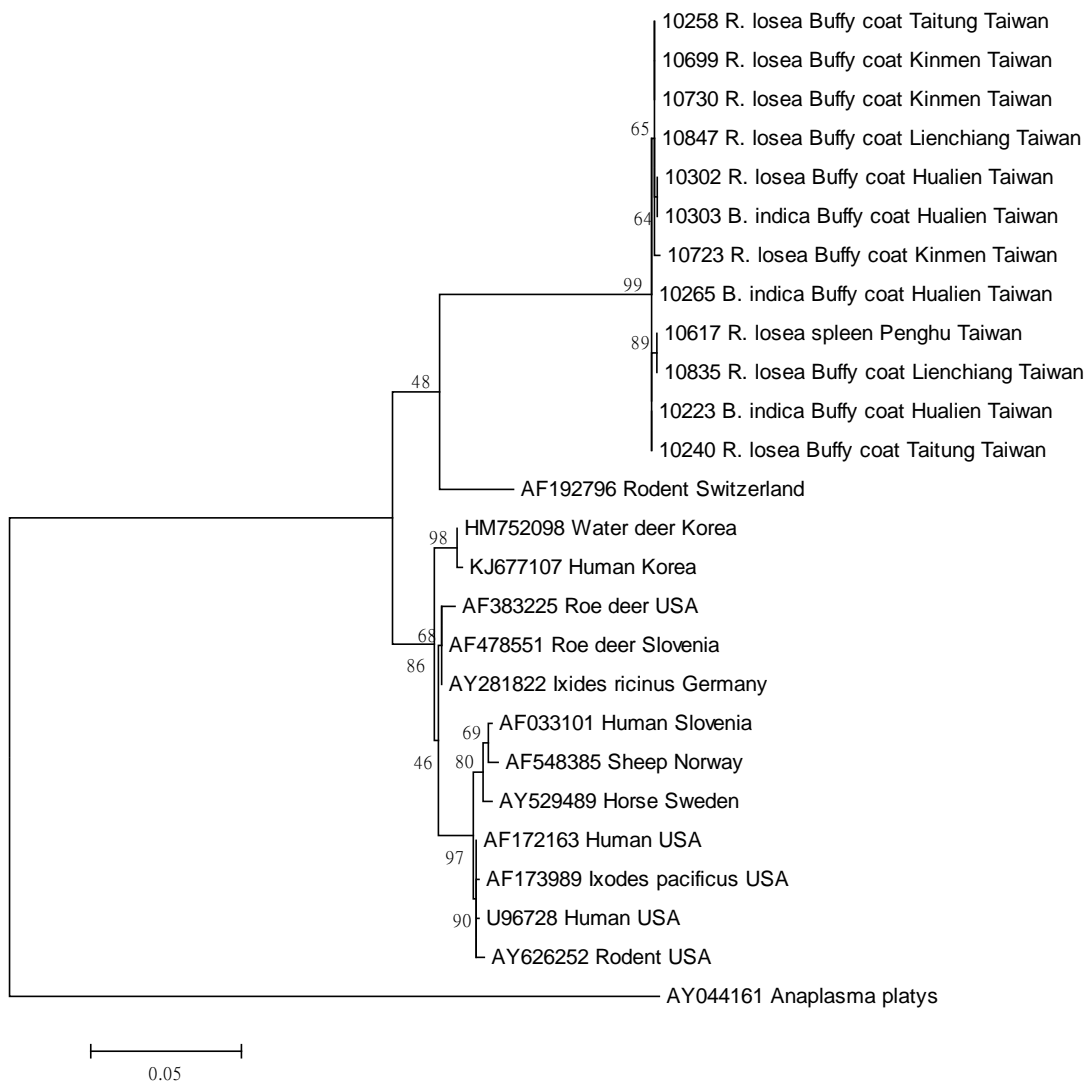 10258 R. losea Buffy coat Taitung Taiwan
10699 R. losea Buffy coat Kinmen Taiwan
10730 R. losea Buffy coat Kinmen Taiwan
65
10847 R. losea Buffy coat Lienchiang Taiwan
10302 R. losea Buffy coat Hualien Taiwan
64
10303 B. indica Buffy coat Hualien Taiwan
10723 R. losea Buffy coat Kinmen Taiwan
99
10265 B. indica Buffy coat Hualien Taiwan
10617 R. losea spleen Penghu Taiwan
89
10835 R. losea Buffy coat Lienchiang Taiwan
48
10223 B. indica Buffy coat Hualien Taiwan
10240 R. losea Buffy coat Taitung Taiwan
AF192796 Rodent Switzerland
HM752098 Water deer Korea
98
KJ677107 Human Korea
AF383225 Roe deer USA
68
AF478551 Roe deer Slovenia
86
AY281822 Ixides ricinus Germany
AF033101 Human Slovenia
69
46
80
AF548385 Sheep Norway
AY529489 Horse Sweden
AF172163 Human USA
97
AF173989 Ixodes pacificus USA
90
U96728 Human USA
AY626252 Rodent USA
AY044161 Anaplasma platys
0.05